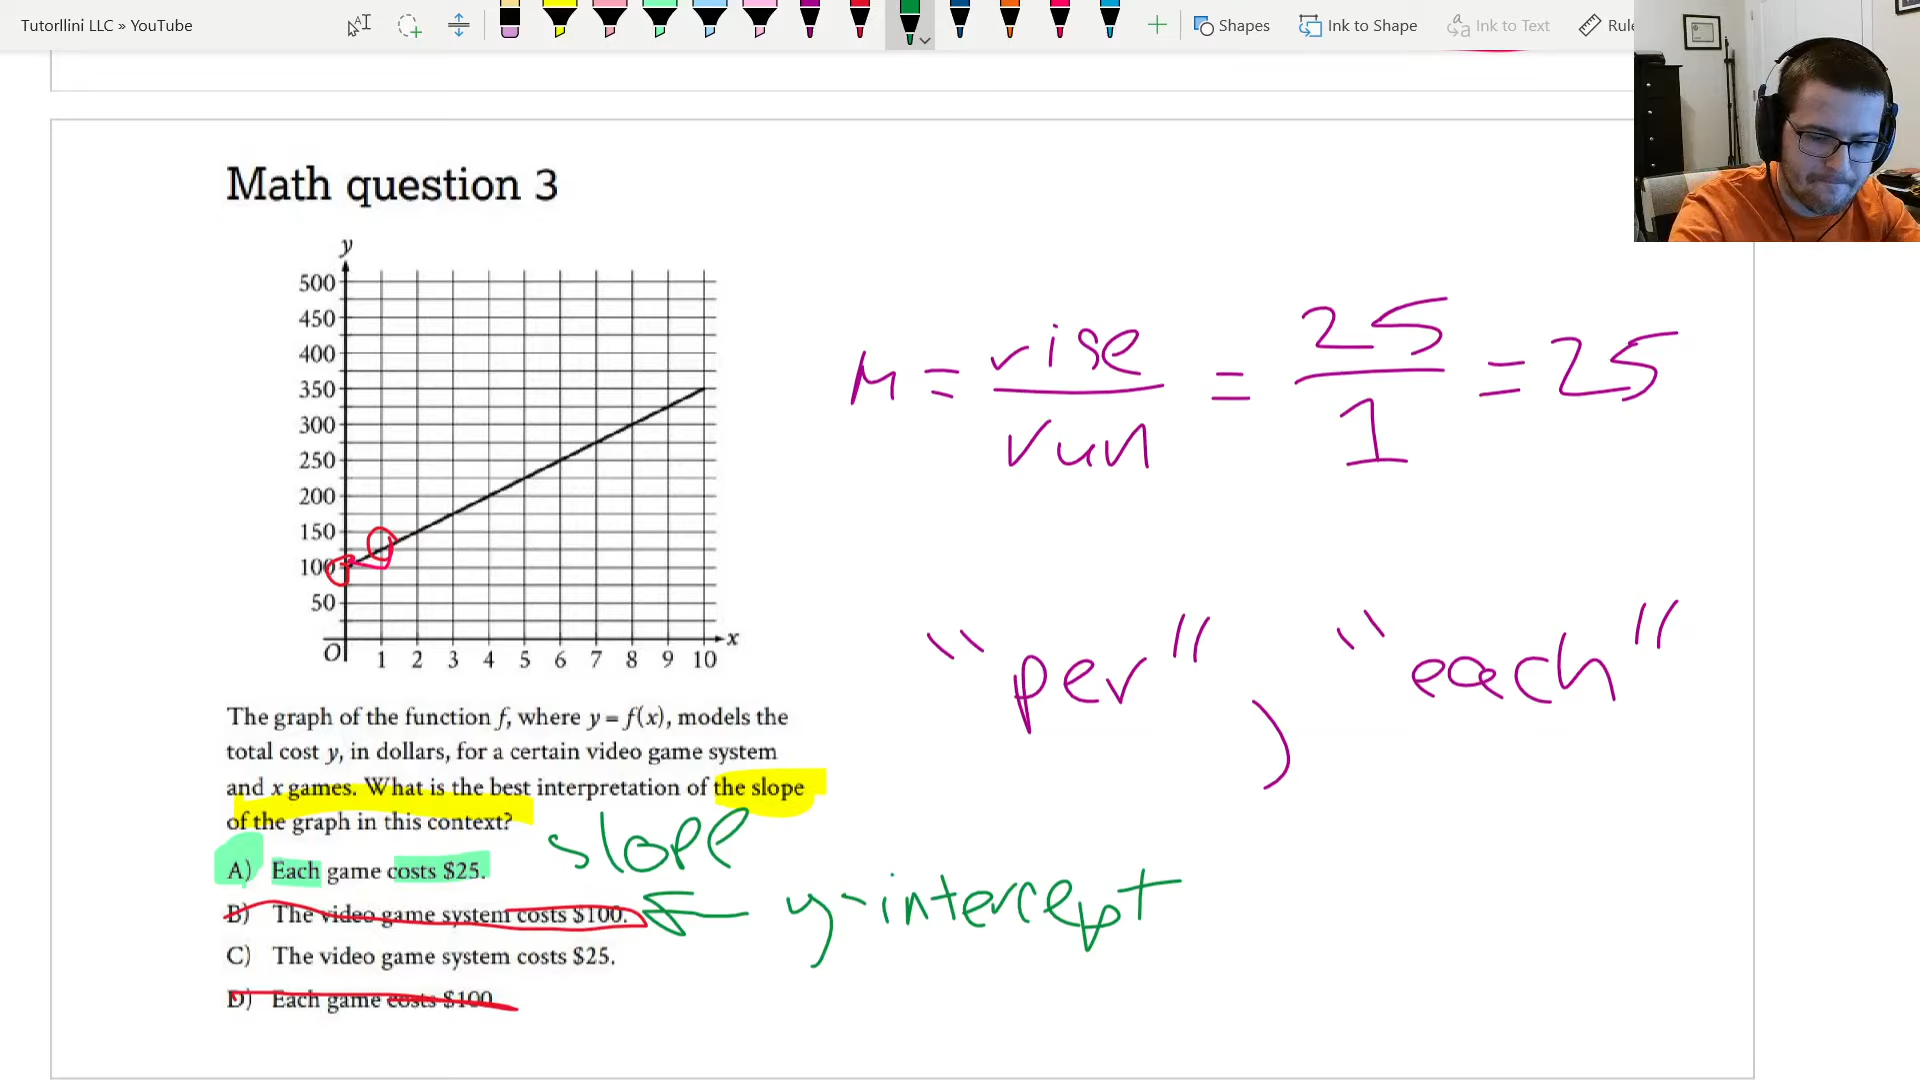 Tutorllini LLC » YouTube
Shapes
Ink to Shape
Ink to Text
Math question 3
y
500
450
400
350
300
250
200
150
100
50
O 1 2 3 4 5 6 7 8 9 10 x
M = rise / run = 25 / 1 = 25
"per", "each"
The graph of the function f, where y = f(x), models the
total cost y, in dollars, for a certain video game system
and x games. What is the best interpretation of the slope
of the graph in this context?
slope
A) Each game costs $25.
B) The video game system costs $100.
y-intercept
C) The video game system costs $25.
D) Each game costs $100